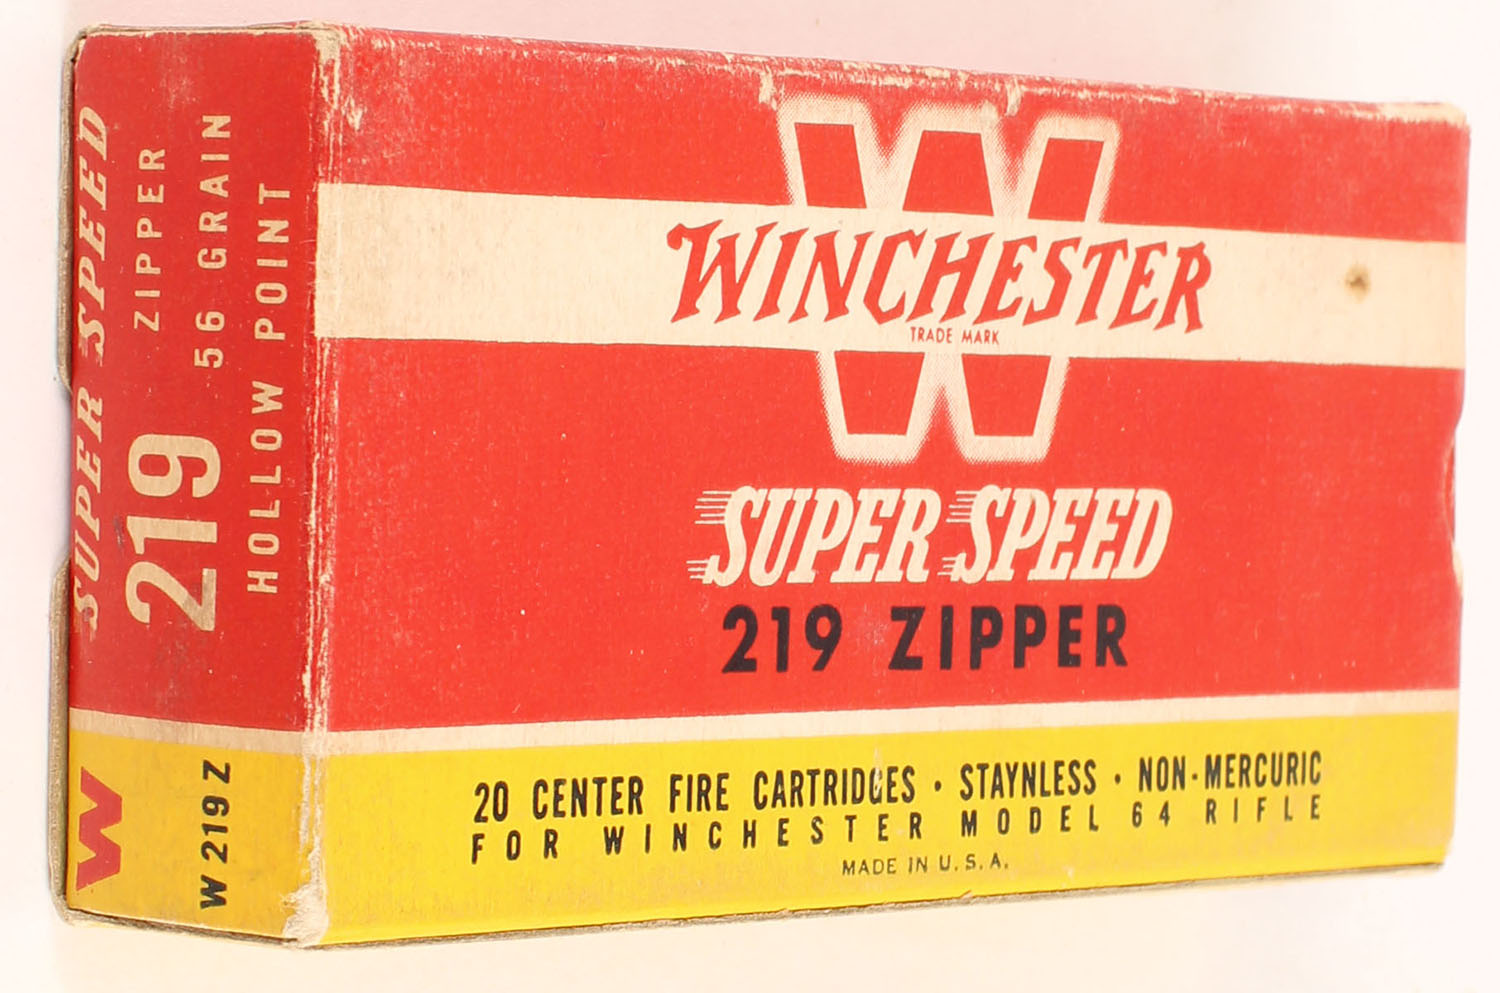 SUPER SPEED
219 ZIPPER
56 GRAIN
HOLLOW POINT
W
W219Z
W
WINCHESTER
TRADE MARK
SUPER SPEED
219 ZIPPER
20 CENTER FIRE CARTRIDGES · STAYNLESS · NON-MERCURIC
FOR WINCHESTER MODEL 64 RIFLE
MADE IN U.S.A.